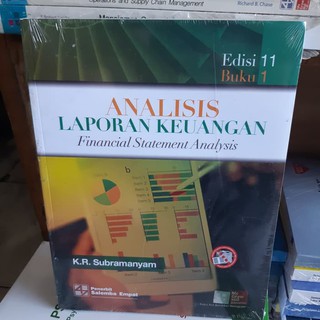 Operations and Supply Chain Management
Richard B. Chase
Edisi 11
Buku 1
ANALISIS
LAPORAN KEUANGAN
Financial Statement Analysis
K.R. Subramanyam
Penerbit
Salemba Empat